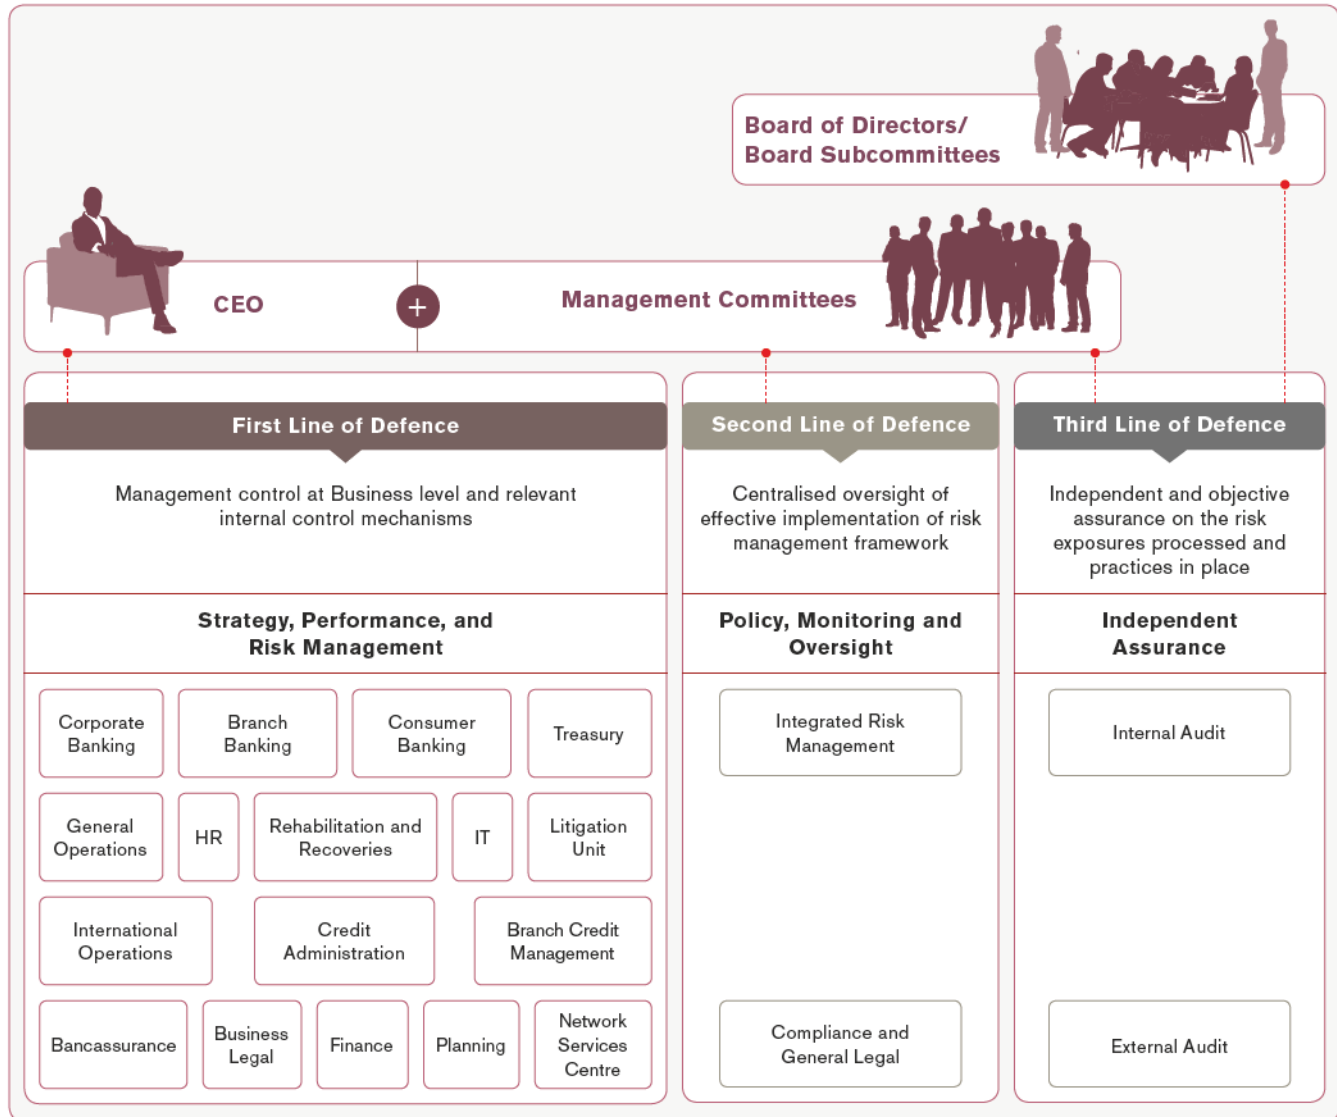 Board of Directors/
Board Subcommittees
CEO
+
Management Committees
First Line of Defence
Management control at Business level and relevant
internal control mechanisms
Strategy, Performance, and
Risk Management
Corporate
Banking
Branch
Banking
Consumer
Banking
Treasury
General
Operations
HR
Rehabilitation and
Recoveries
IT
Litigation
Unit
International
Operations
Credit
Administration
Branch Credit
Management
Bancassurance
Business
Legal
Finance
Planning
Network
Services
Centre
Second Line of Defence
Centralised oversight of
effective implementation of risk
management framework
Policy, Monitoring and
Oversight
Integrated Risk
Management
Compliance and
General Legal
Third Line of Defence
Independent and objective
assurance on the risk
exposures processed and
practices in place
Independent
Assurance
Internal Audit
External Audit